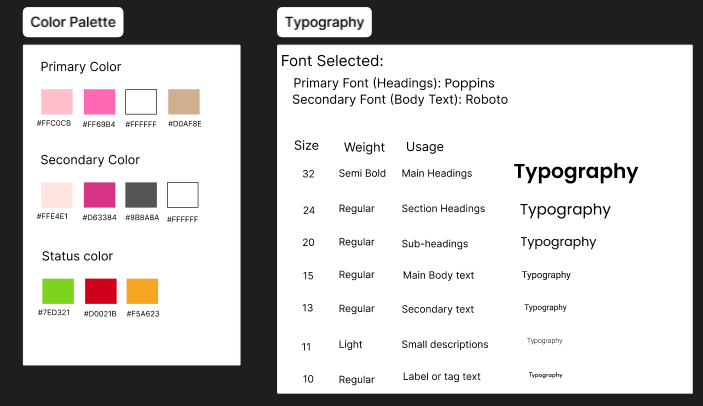 Color Palette
Primary Color
#FFC0CB #FF69B4 #FFFFFF #D0AF8E
Secondary Color
#FFE4E1 #D63384 #8B8A8A #FFFFFF
Status color
#7ED321 #D0021B #F5A623
Typography
Font Selected:
Primary Font (Headings): Poppins
Secondary Font (Body Text): Roboto
Size Weight Usage
32 Semi Bold Main Headings Typography
24 Regular Section Headings Typography
20 Regular Sub-headings Typography
15 Regular Main Body text Typography
13 Regular Secondary text Typography
11 Light Small descriptions Typography
10 Regular Label or tag text Typography